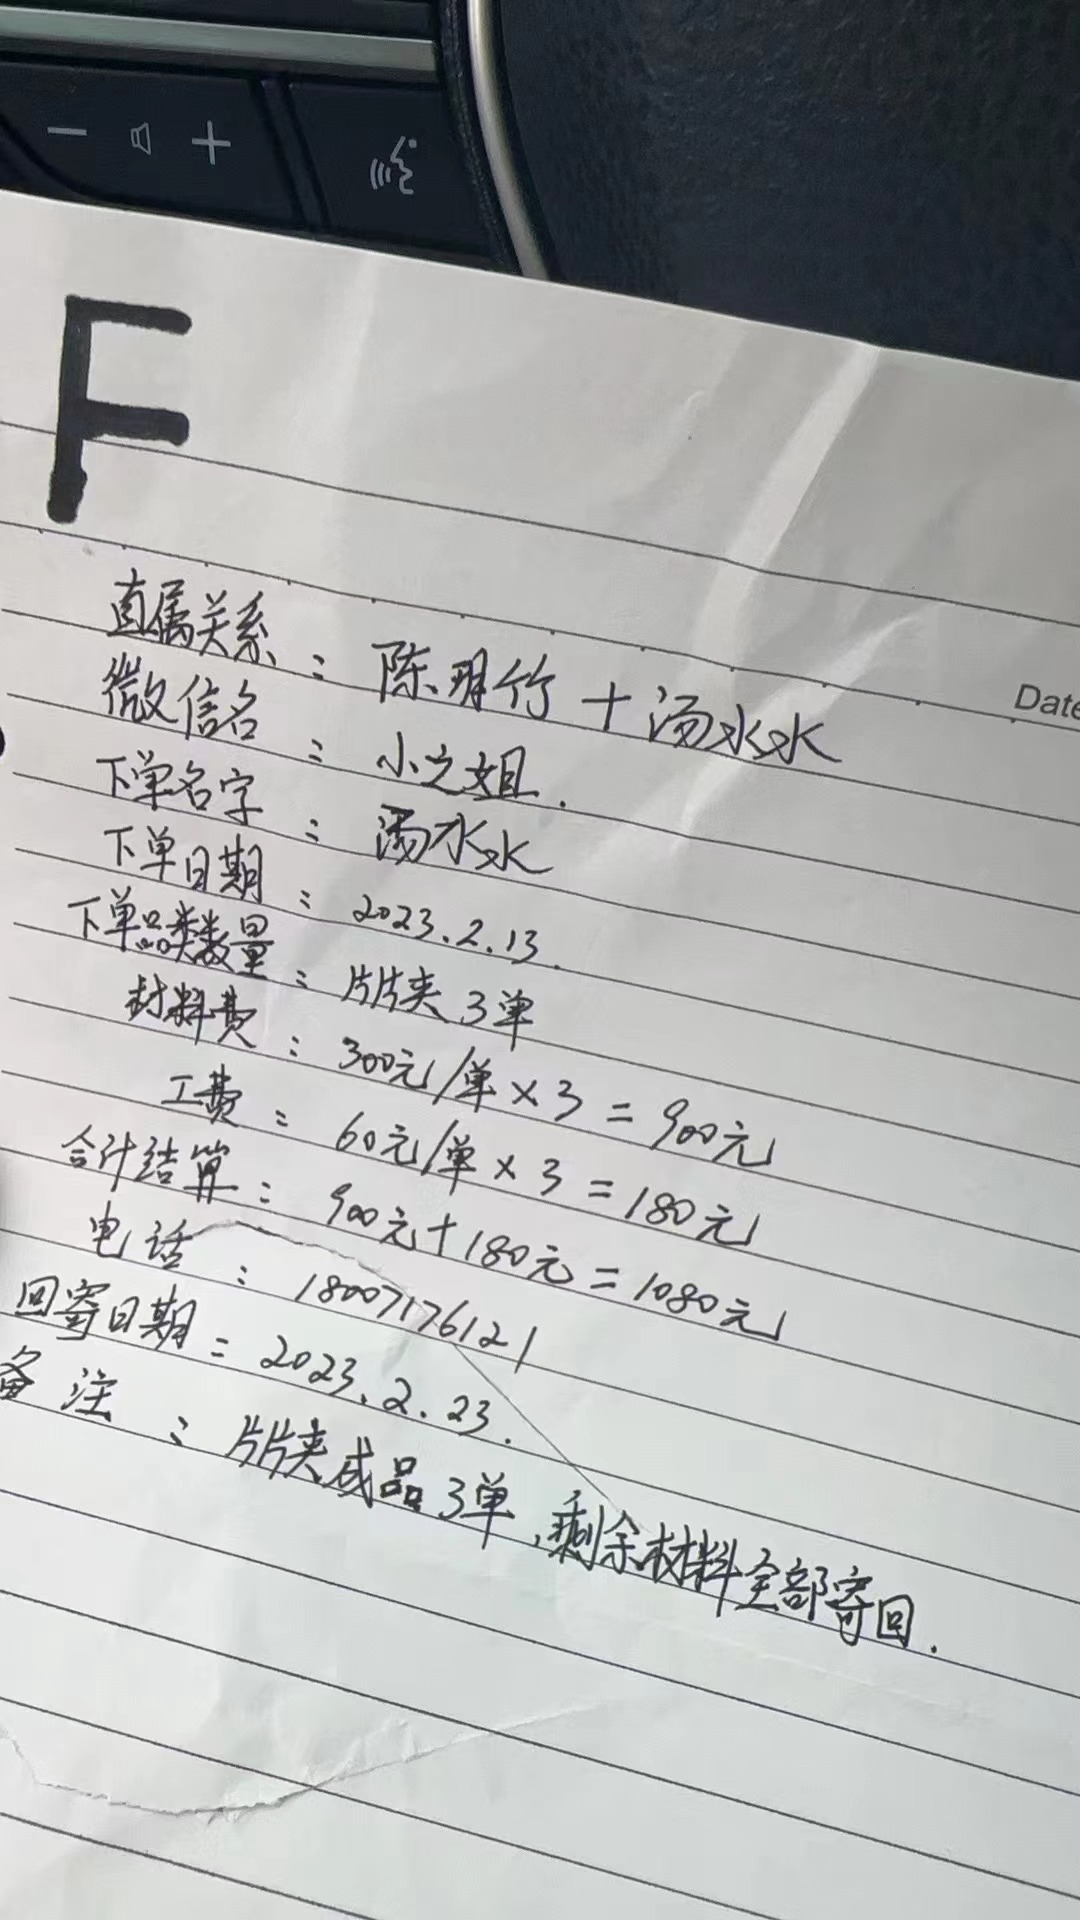 F
Date
直属关系：陈明竹＋汤水水
微信名：小之姐.
下单名字：汤水水
下单日期：2023.2.13.
下单品类数量：片片夹3单
材料费：300元/单×3=900元
工费：60元/单×3=180元
合计结算：900元+180元=1080元
电话：18007176121
回寄日期：2023.2.23.
备注：片片夹成品3单,剩余材料全部寄回.